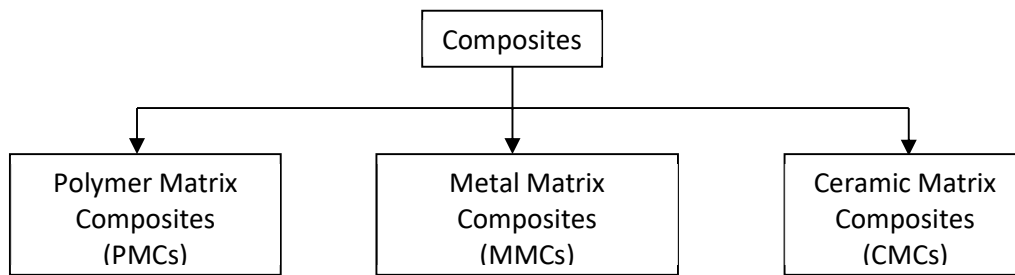 Composites
Polymer Matrix
Composites
(PMCs)
Metal Matrix
Composites
(MMCs)
Ceramic Matrix
Composites
(CMCs)